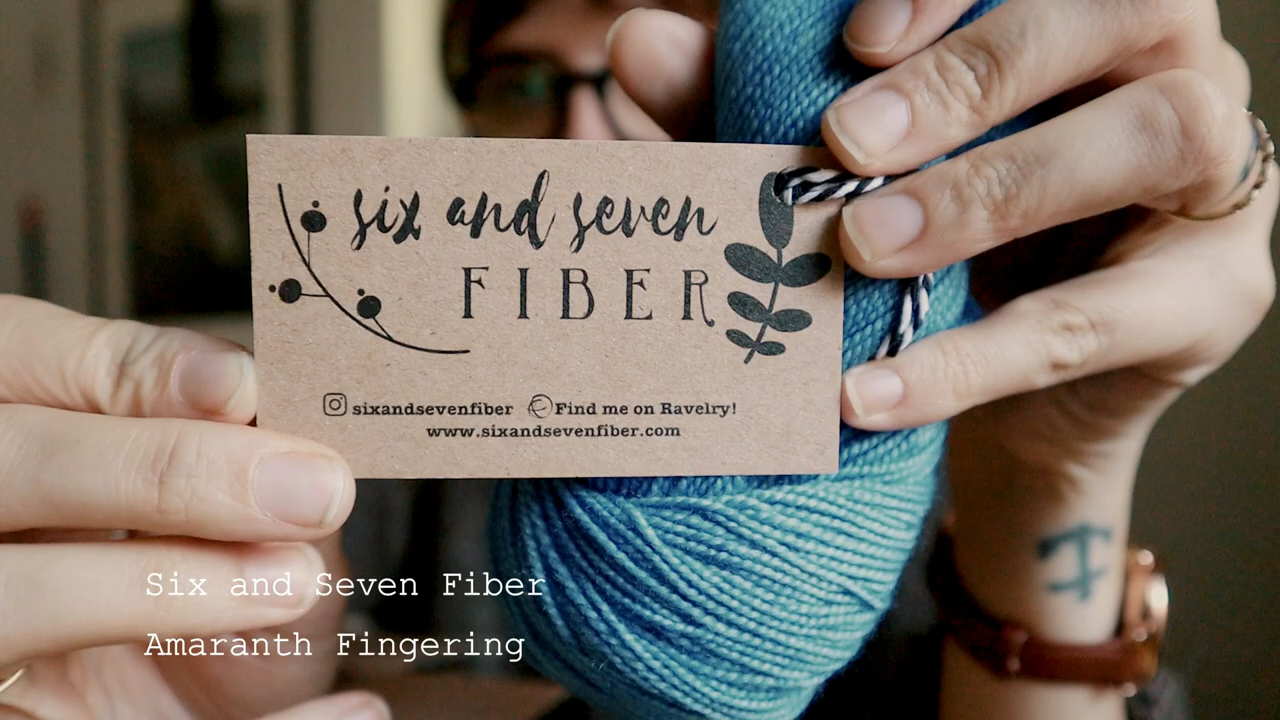 six and seven
FIBER
sixandsevenfiber Find me on Ravelry!
www.sixandsevenfiber.com
Six and Seven Fiber
Amaranth Fingering